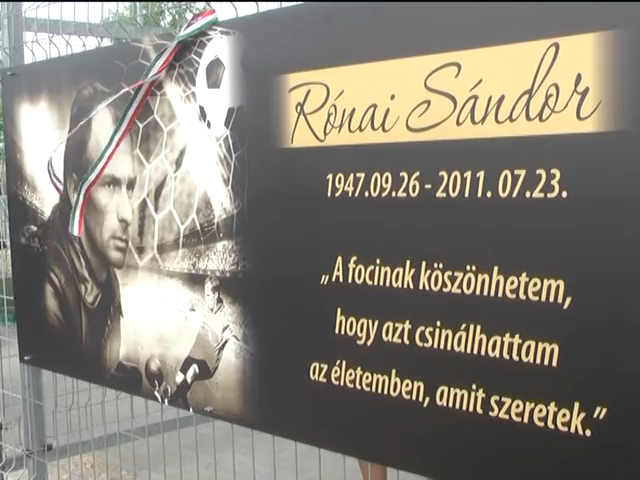 Rónai Sándor
1947.09.26 - 2011. 07.23.
„A focinak köszönhetem,
hogy azt csinálhattam
az életemben, amit szeretek.”